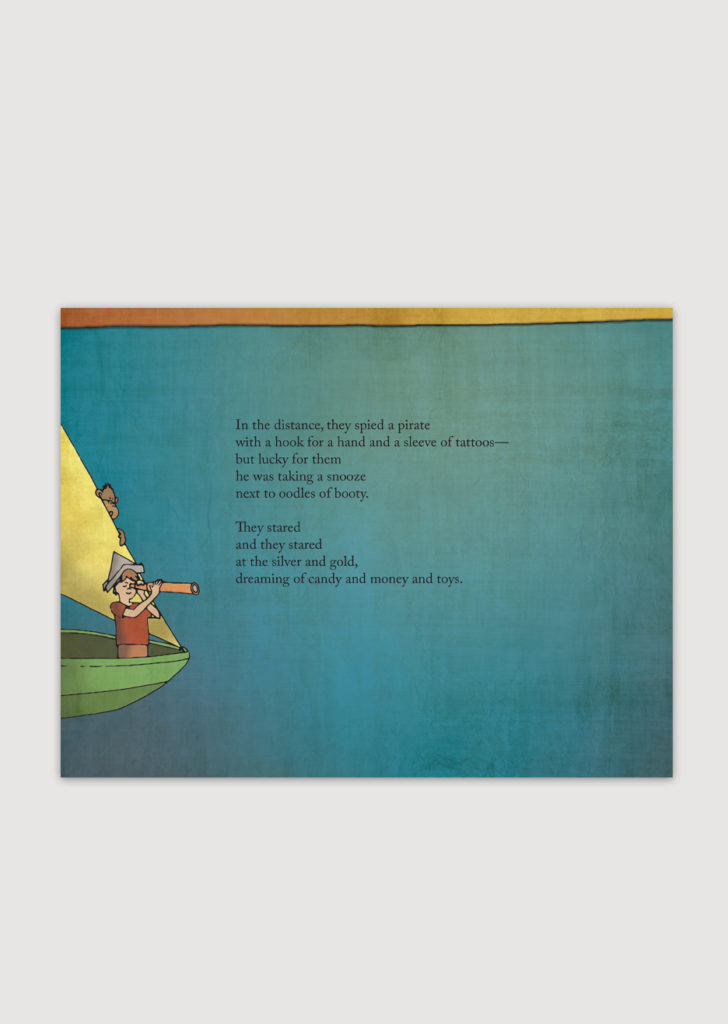 In the distance, they spied a pirate
with a hook for a hand and a sleeve of tattoos—
but lucky for them
he was taking a snooze
next to oodles of booty.
They stared
and they stared
at the silver and gold,
dreaming of candy and money and toys.